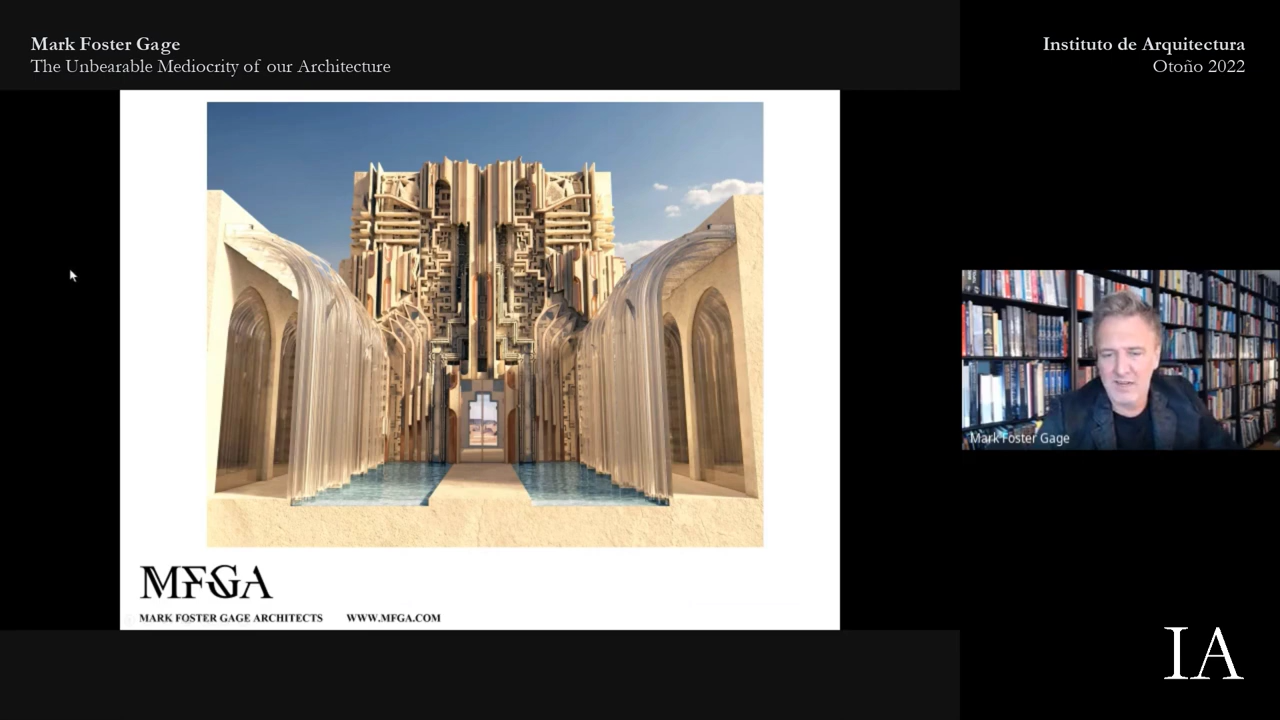 Mark Foster Gage
The Unbearable Mediocrity of our Architecture
Instituto de Arquitectura
Otoño 2022
Mark Foster Gage
MFGA
MARK FOSTER GAGE ARCHITECTS WWW.MFGA.COM
IA